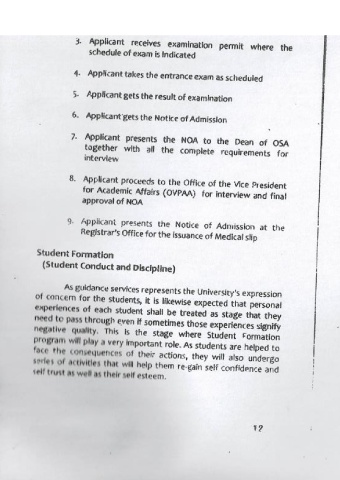 3. Applicant receives examination permit where the
schedule of exam is indicated
4. Applicant takes the entrance exam as scheduled
5. Applicant gets the result of examination
6. Applicant gets the Notice of Admission
7. Applicant presents the NOA to the Dean of OSA
together with all the complete requirements for
interview
8. Applicant proceeds to the Office of the Vice President
for Academic Affairs (OVPAA) for interview and final
approval of NOA
9. Applicant presents the Notice of Admission at the
Registrar's Office for the issuance of Medical slip
Student Formation
(Student Conduct and Discipline)
As guidance services represents the University's expression
of concern for the students, it is likewise expected that personal
experiences of each student shall be treated as stage that they
need to pass through even if sometimes those experiences signify
negative quality. This is the stage where Student Formation
program will play a very important role. As students are helped to
face the consequences of their actions, they will also undergo
series of activities that will help them re-gain self confidence and
self trust as well as their self esteem.
12